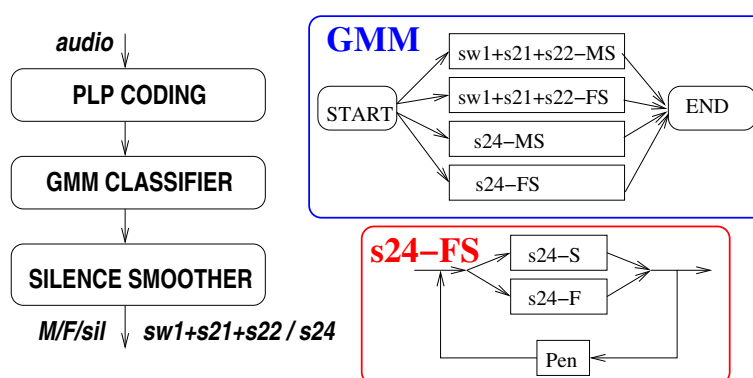 audio
PLP CODING
GMM CLASSIFIER
SILENCE SMOOTHER
M/F/sil sw1+s21+s22 / s24
GMM
START
sw1+s21+s22−MS
sw1+s21+s22−FS
s24−MS
s24−FS
END
s24−FS
s24−S
s24−F
Pen